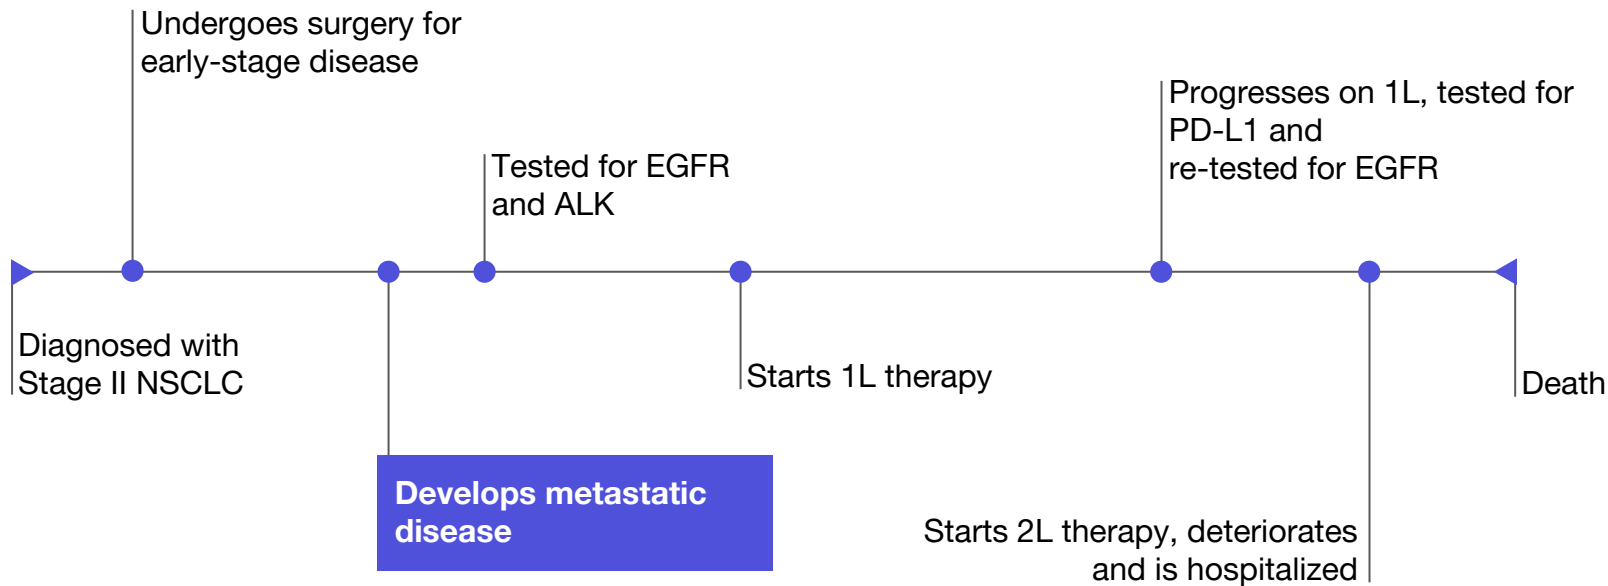 Undergoes surgery for
early-stage disease
Progresses on 1L, tested for
PD-L1 and
re-tested for EGFR
Tested for EGFR
and ALK
Diagnosed with
Stage II NSCLC
Starts 1L therapy
Death
Develops metastatic
disease
Starts 2L therapy, deteriorates
and is hospitalized